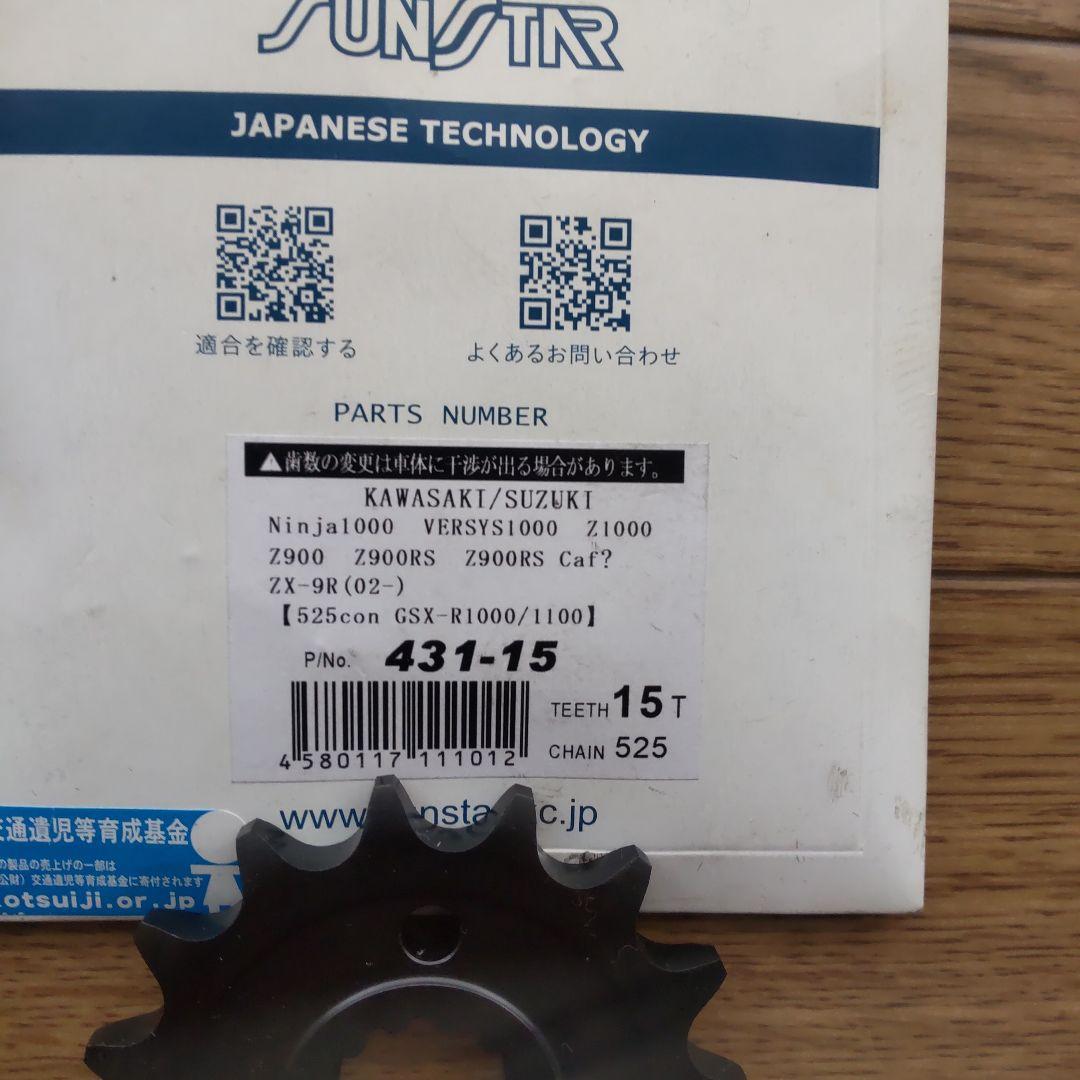 SUNSTAR
JAPANESE TECHNOLOGY
適合を確認する
よくあるお問い合わせ
PARTS NUMBER
⚠歯数の変更は車体に干渉が出る場合があります。
KAWASAKI/SUZUKI
Ninja1000 VERSYS1000 Z1000
Z900 Z900RS Z900RS Caf?
ZX-9R(02-)
【525con GSX-R1000/1100】
P/No. 431-15
TEETH 15 T
CHAIN 525
4 580117 111012
www.
c.jp
交通遺児等育成基金
の製品の売上げの一部は
公財）交通遺児等育成基金に寄付されます
otsuiji.or.jp